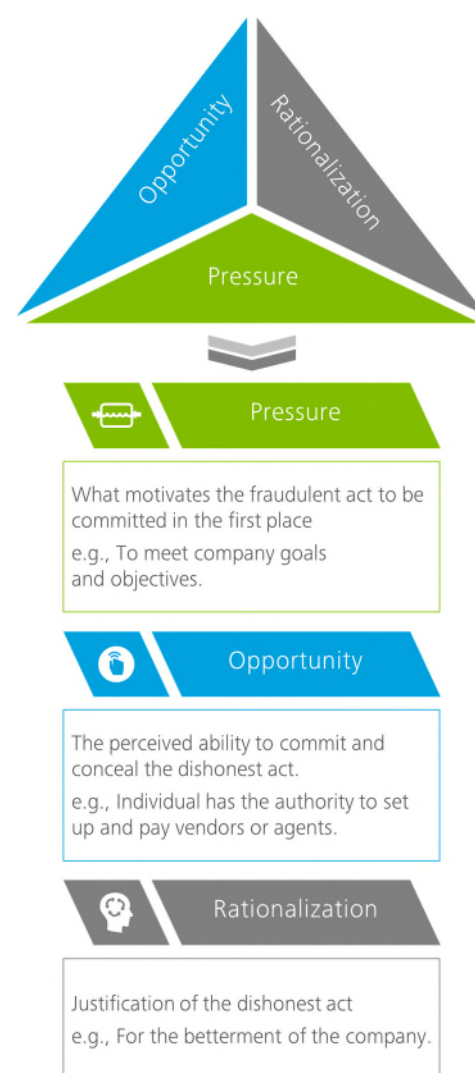 Opportunity
Rationalization
Pressure
Pressure
What motivates the fraudulent act to be
committed in the first place
e.g., To meet company goals
and objectives.
Opportunity
The perceived ability to commit and
conceal the dishonest act.
e.g., Individual has the authority to set
up and pay vendors or agents.
Rationalization
Justification of the dishonest act
e.g., For the betterment of the company.